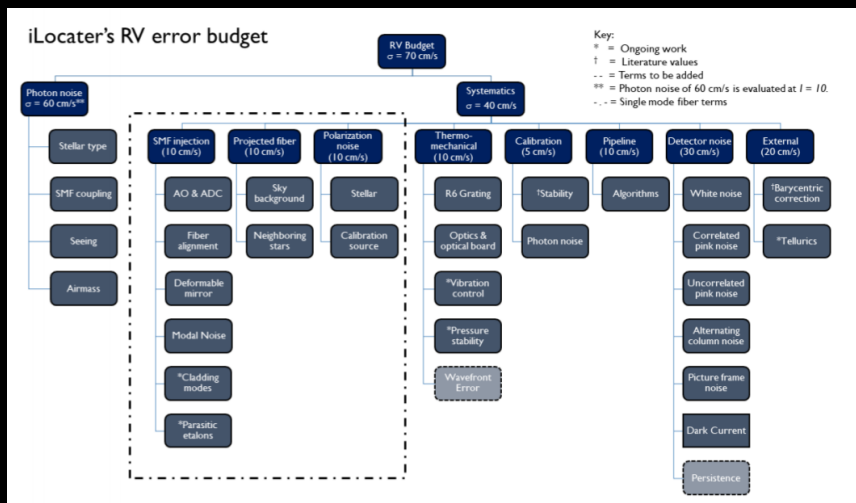 iLocater's RV error budget
Key:
* = Ongoing work
† = Literature values
- - = Terms to be added
** = Photon noise of 60 cm/s is evaluated at I = 10.
- . - = Single mode fiber terms
RV Budget
σ = 70 cm/s
Photon noise
σ = 60 cm/s**
Systematics
σ = 40 cm/s
Stellar type
SMF coupling
Seeing
Airmass
SMF injection
(10 cm/s)
AO & ADC
Fiber
alignment
Deformable
mirror
Modal Noise
*Cladding
modes
*Parasitic
etalons
Projected fiber
(10 cm/s)
Sky
background
Neighboring
stars
Polarization
noise
(10 cm/s)
Stellar
Calibration
source
Thermo-
mechanical
(10 cm/s)
R6 Grating
Optics &
optical board
*Vibration
control
*Pressure
stability
Wavefront
Error
Calibration
(5 cm/s)
†Stability
Photon noise
Pipeline
(10 cm/s)
Algorithms
Detector noise
(30 cm/s)
White noise
Correlated
pink noise
Uncorrelated
pink noise
Alternating
column noise
Picture frame
noise
Dark Current
Persistence
External
(20 cm/s)
†Barycentric
correction
*Tellurics